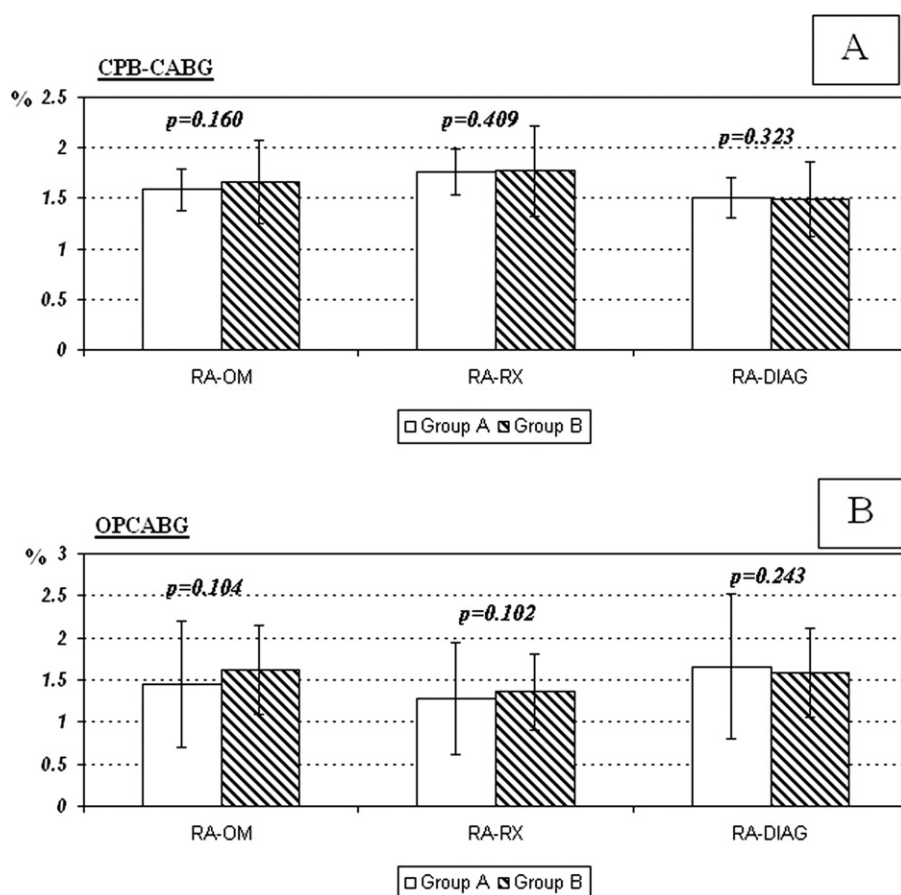 A
CPB-CABG
%
2.5
2
1.5
1
0.5
0
p=0.160
p=0.409
p=0.323
RA-OM RA-RX RA-DIAG
Group A Group B
B
OPCABG
%
3
2.5
2
1.5
1
0.5
0
p=0.104
p=0.102
p=0.243
RA-OM RA-RX RA-DIAG
Group A Group B